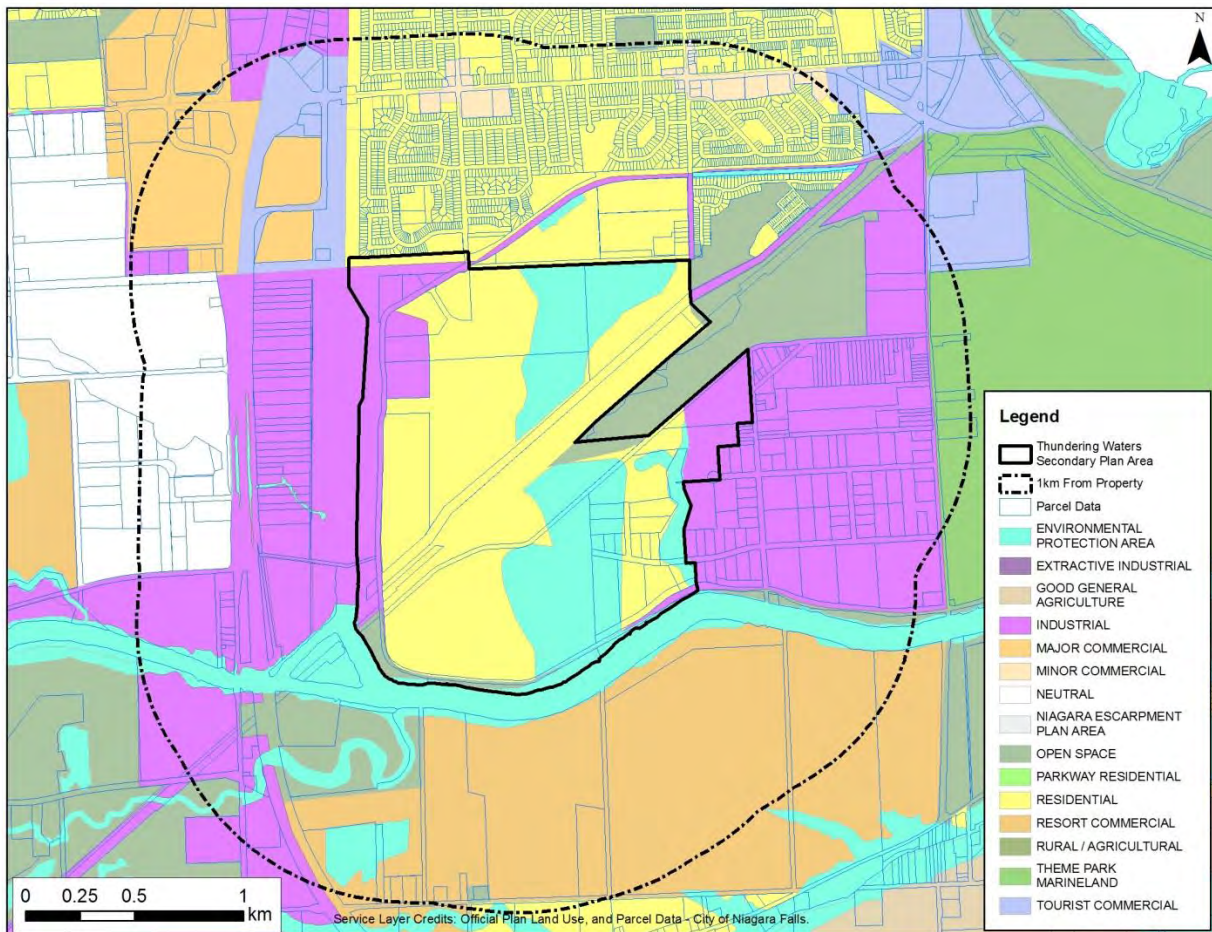 N
Legend
Thundering Waters
Secondary Plan Area
1km From Property
Parcel Data
ENVIRONMENTAL
PROTECTION AREA
EXTRACTIVE INDUSTRIAL
GOOD GENERAL
AGRICULTURE
INDUSTRIAL
MAJOR COMMERCIAL
MINOR COMMERCIAL
NEUTRAL
NIAGARA ESCARPMENT
PLAN AREA
OPEN SPACE
PARKWAY RESIDENTIAL
RESIDENTIAL
RESORT COMMERCIAL
RURAL / AGRICULTURAL
THEME PARK
MARINELAND
TOURIST COMMERCIAL
0 0.25 0.5 1
km
Service Layer Credits: Official Plan Land Use, and Parcel Data - City of Niagara Falls.